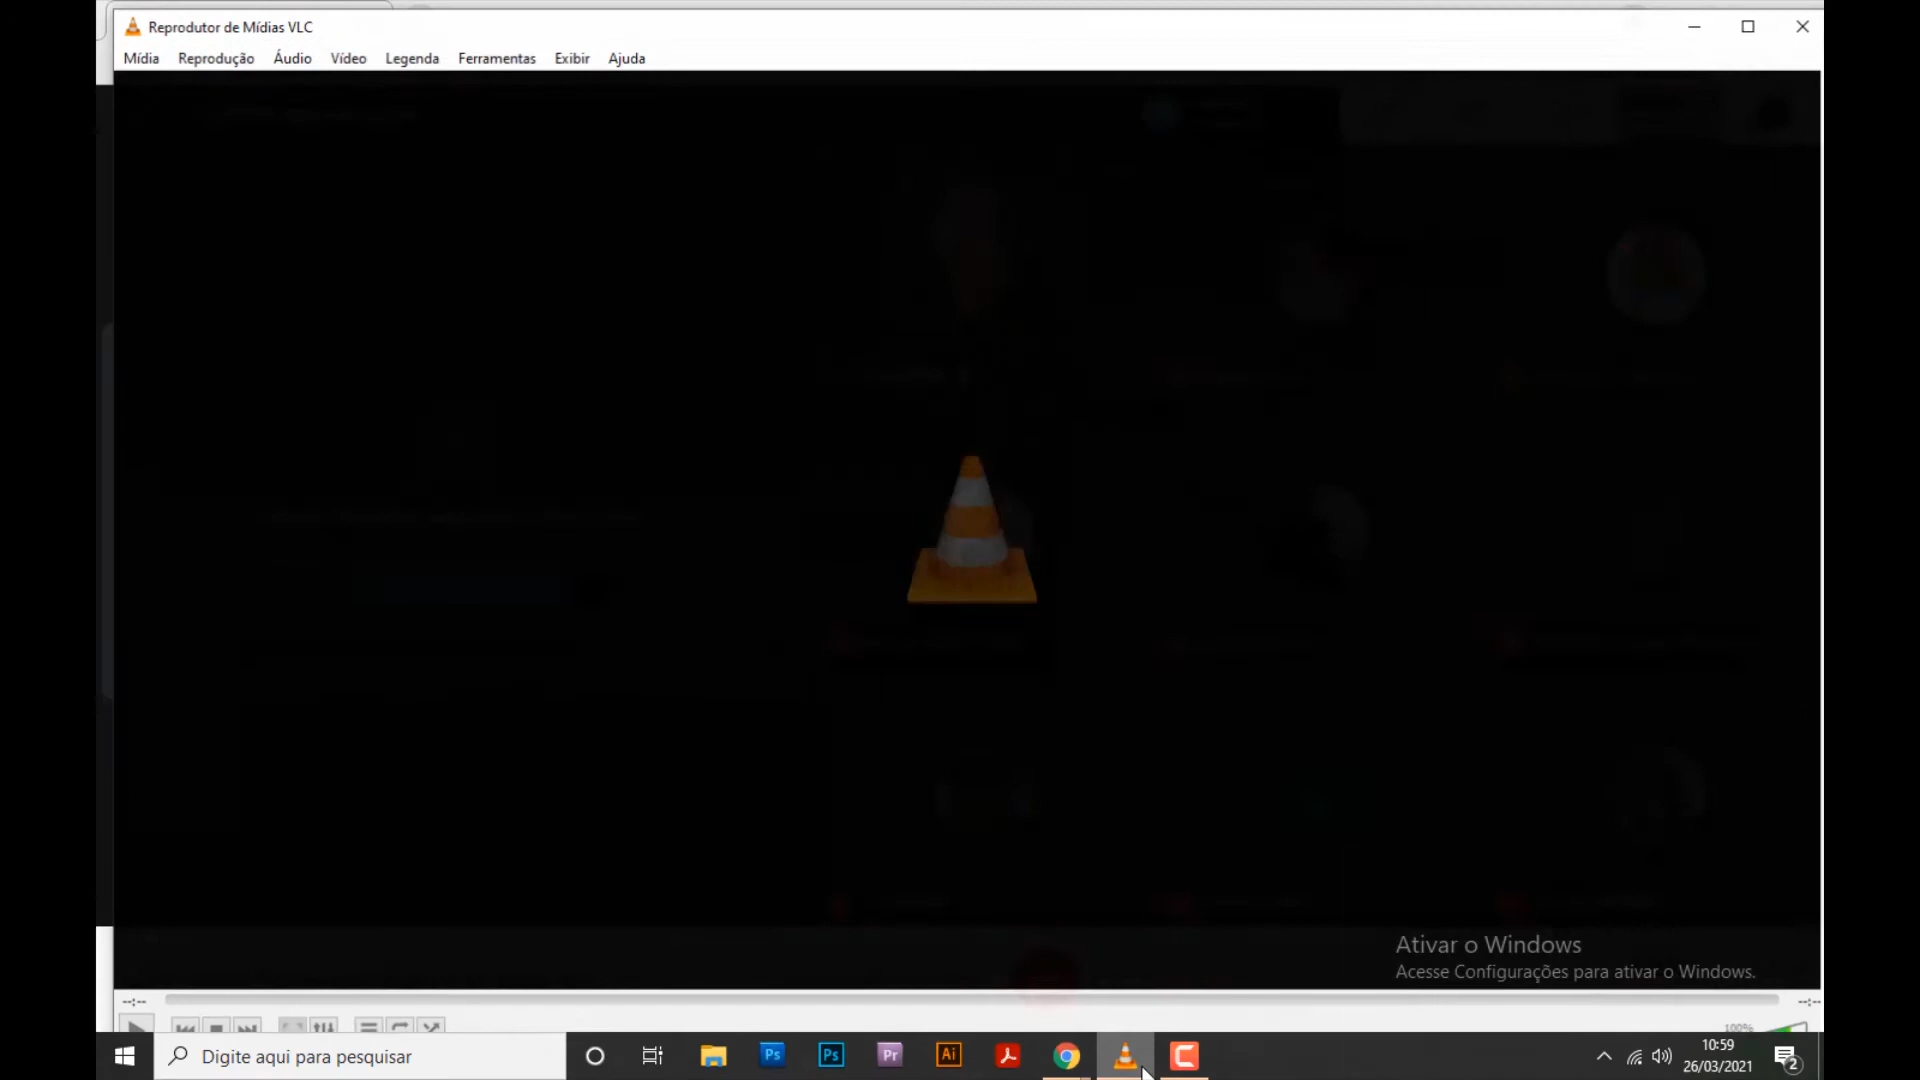 Reprodutor de Mídias VLC
Mídia Reprodução Áudio Vídeo Legenda Ferramentas Exibir Ajuda
Ativar o Windows
Acesse Configurações para ativar o Windows.
--:-- --:--
100%
Digite aqui para pesquisar
Ps
Ps
Pr
Ai
10:59
26/03/2021
2